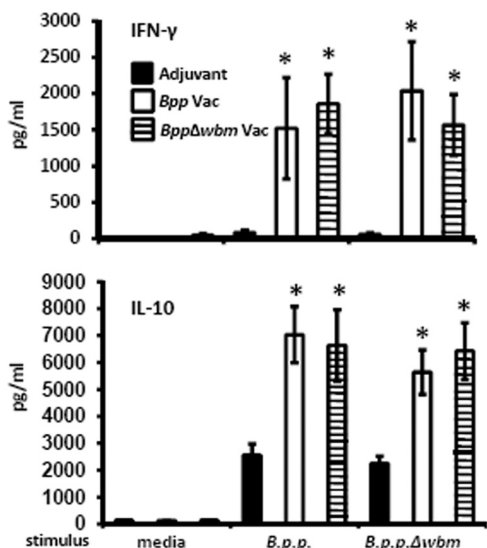 IFN-γ
Adjuvant
Bpp Vac
BppΔwbm Vac
pg/ml
3000
2500
2000
1500
1000
500
0
* * * *
IL-10
pg/ml
9000
8000
7000
6000
5000
4000
3000
2000
1000
0
* * * *
stimulus media B.p.p. B.p.p.Δwbm